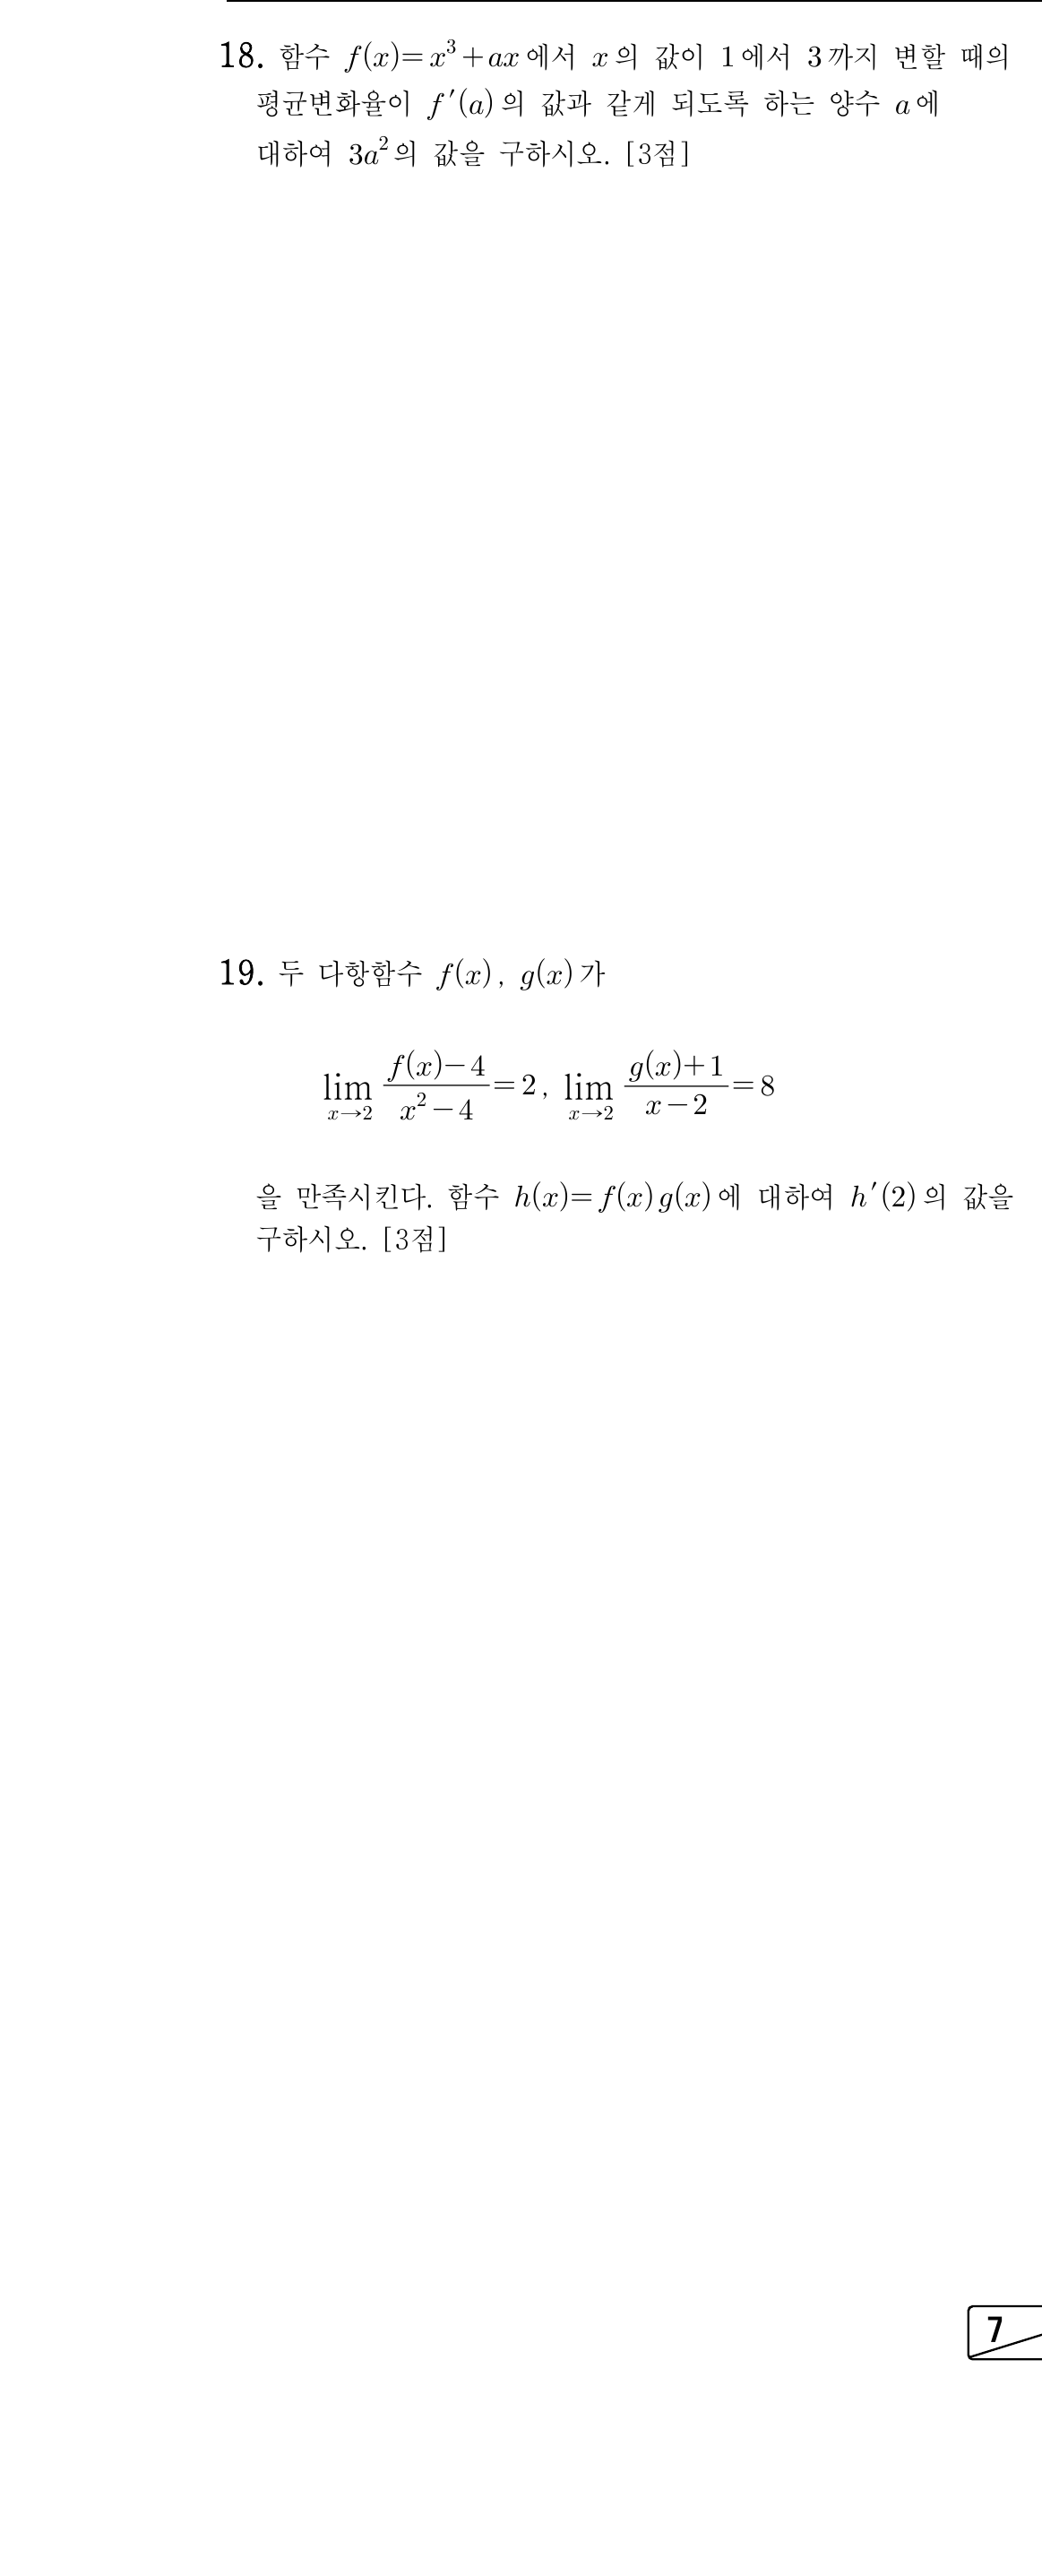 18. 함수 f(x)=x³+ax에서 x의 값이 1에서 3까지 변할 때의
평균변화율이 f′(a)의 값과 같게 되도록 하는 양수 a에
대하여 3a²의 값을 구하시오. [3점]
19. 두 다항함수 f(x), g(x)가
lim_{x→2} (f(x)−4)/(x²−4)=2, lim_{x→2} (g(x)+1)/(x−2)=8
을 만족시킨다. 함수 h(x)=f(x)g(x)에 대하여 h′(2)의 값을
구하시오. [3점]
7